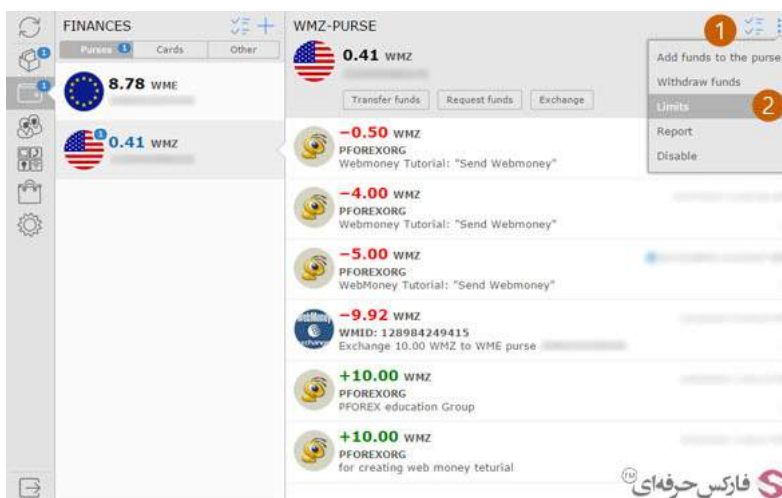 FINANCES
Purses 1 Cards Other
8.78 WME
1
0.41 WMZ
1
1
WMZ-PURSE
0.41 WMZ
Transfer funds Request funds Exchange
1
Add funds to the purse
Withdraw funds
Limits 2
Report
Disable
−0.50 WMZ
PFOREXORG
Webmoney Tutorial: "Send Webmoney"
−4.00 WMZ
PFOREXORG
Webmoney Tutorial: "Send Webmoney"
−5.00 WMZ
PFOREXORG
WebMoney Tutorial: "Send Webmoney"
WebMoney
−9.92 WMZ
WMID: 128984249415
Exchange 10.00 WMZ to WME purse
+10.00 WMZ
PFOREXORG
PFOREX education Group
+10.00 WMZ
PFOREXORG
for creating web money teturial
فارکس حرفه‌ای